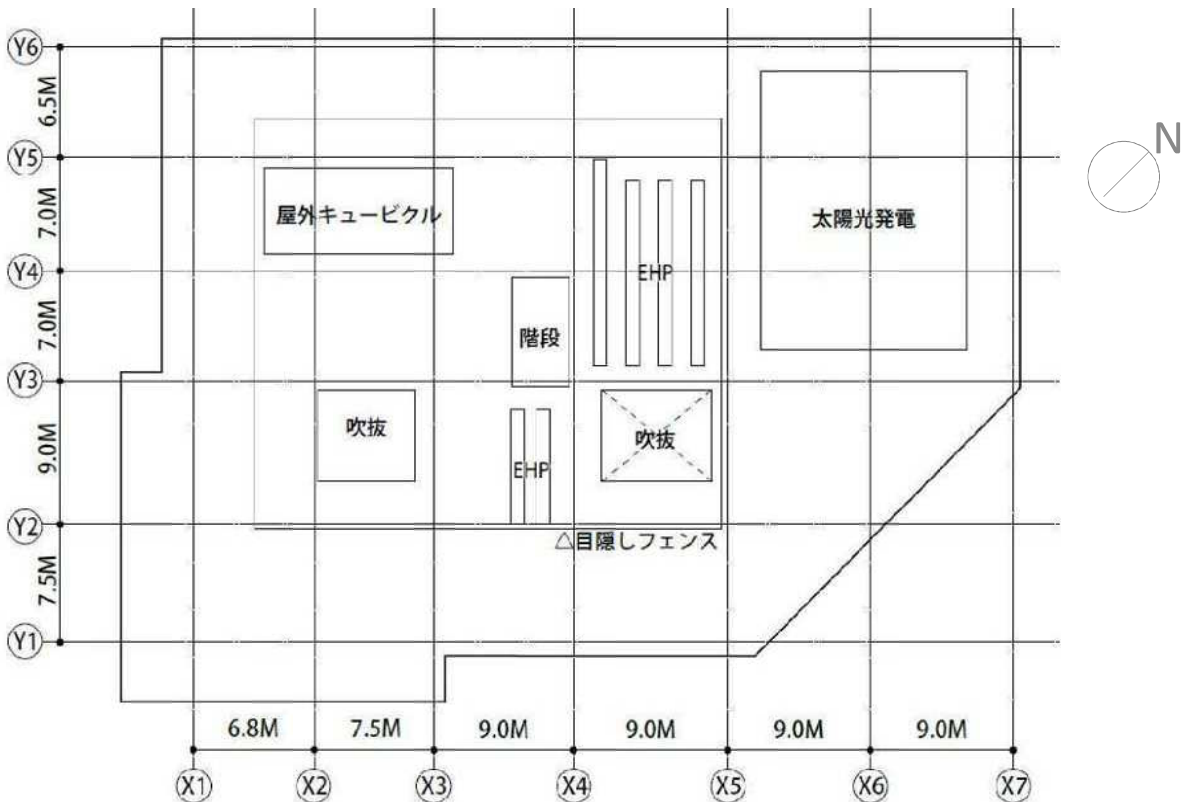 Y6
N
6.5M
Y5
屋外キュービクル
太陽光発電
7.0M
Y4
EHP
7.0M
階段
Y3
吹抜
吹抜
9.0M
EHP
Y2
△目隠しフェンス
7.5M
Y1
6.8M
7.5M
9.0M
9.0M
9.0M
9.0M
X1
X2
X3
X4
X5
X6
X7